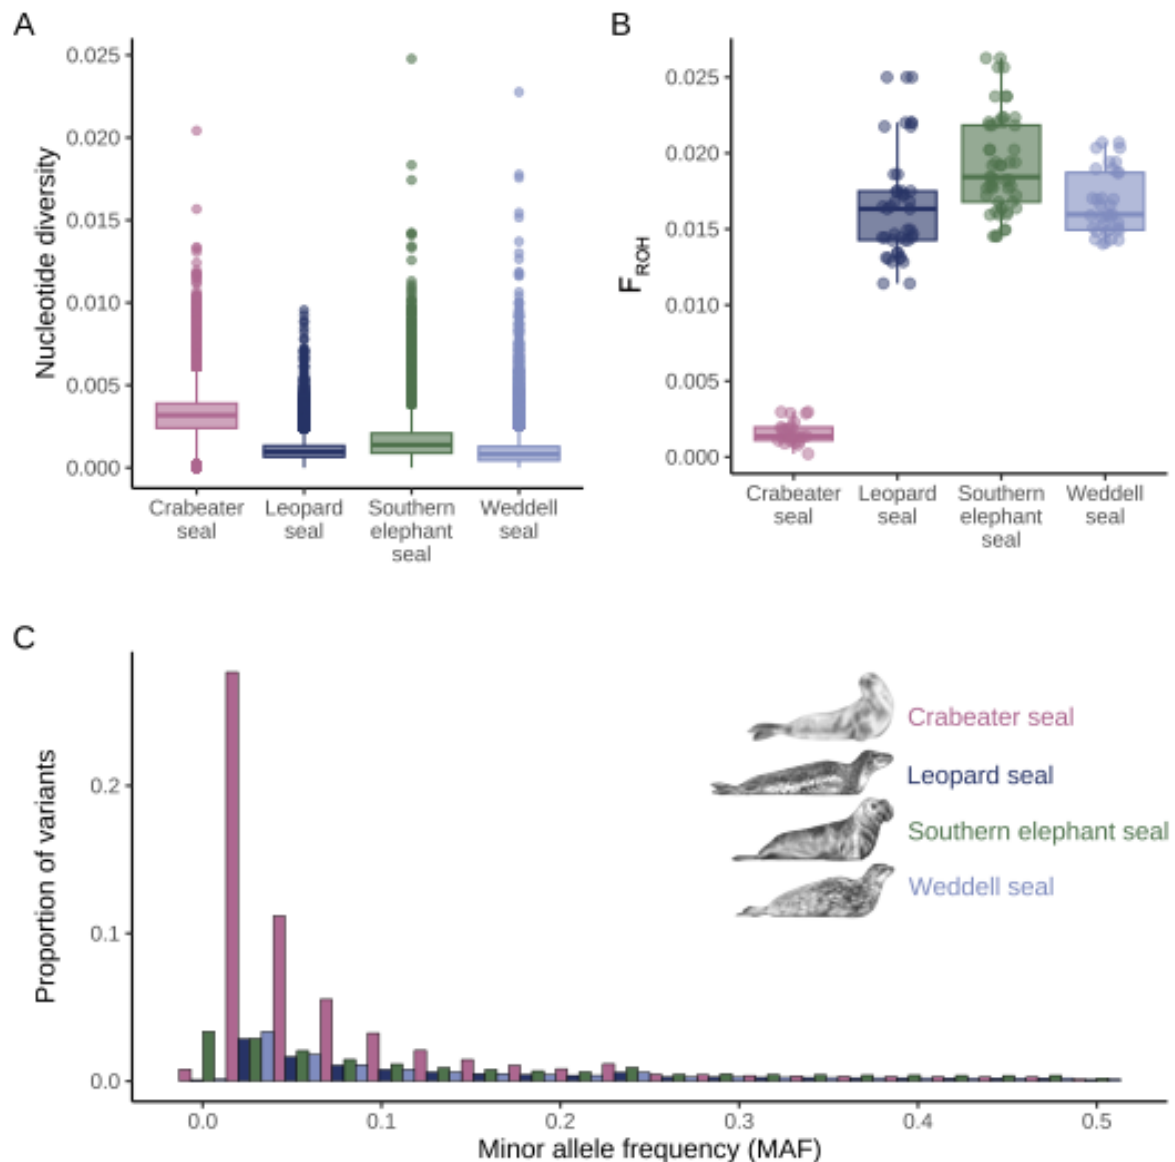 A
Nucleotide diversity
0.025
0.020
0.015
0.010
0.005
0.000
Crabeater
seal
Leopard
seal
Southern
elephant
seal
Weddell
seal
B
F_ROH
0.025
0.020
0.015
0.010
0.005
0.000
Crabeater
seal
Leopard
seal
Southern
elephant
seal
Weddell
seal
C
Proportion of variants
0.2
0.1
0.0
0.0
0.1
0.2
0.3
0.4
0.5
Minor allele frequency (MAF)
Crabeater seal
Leopard seal
Southern elephant seal
Weddell seal